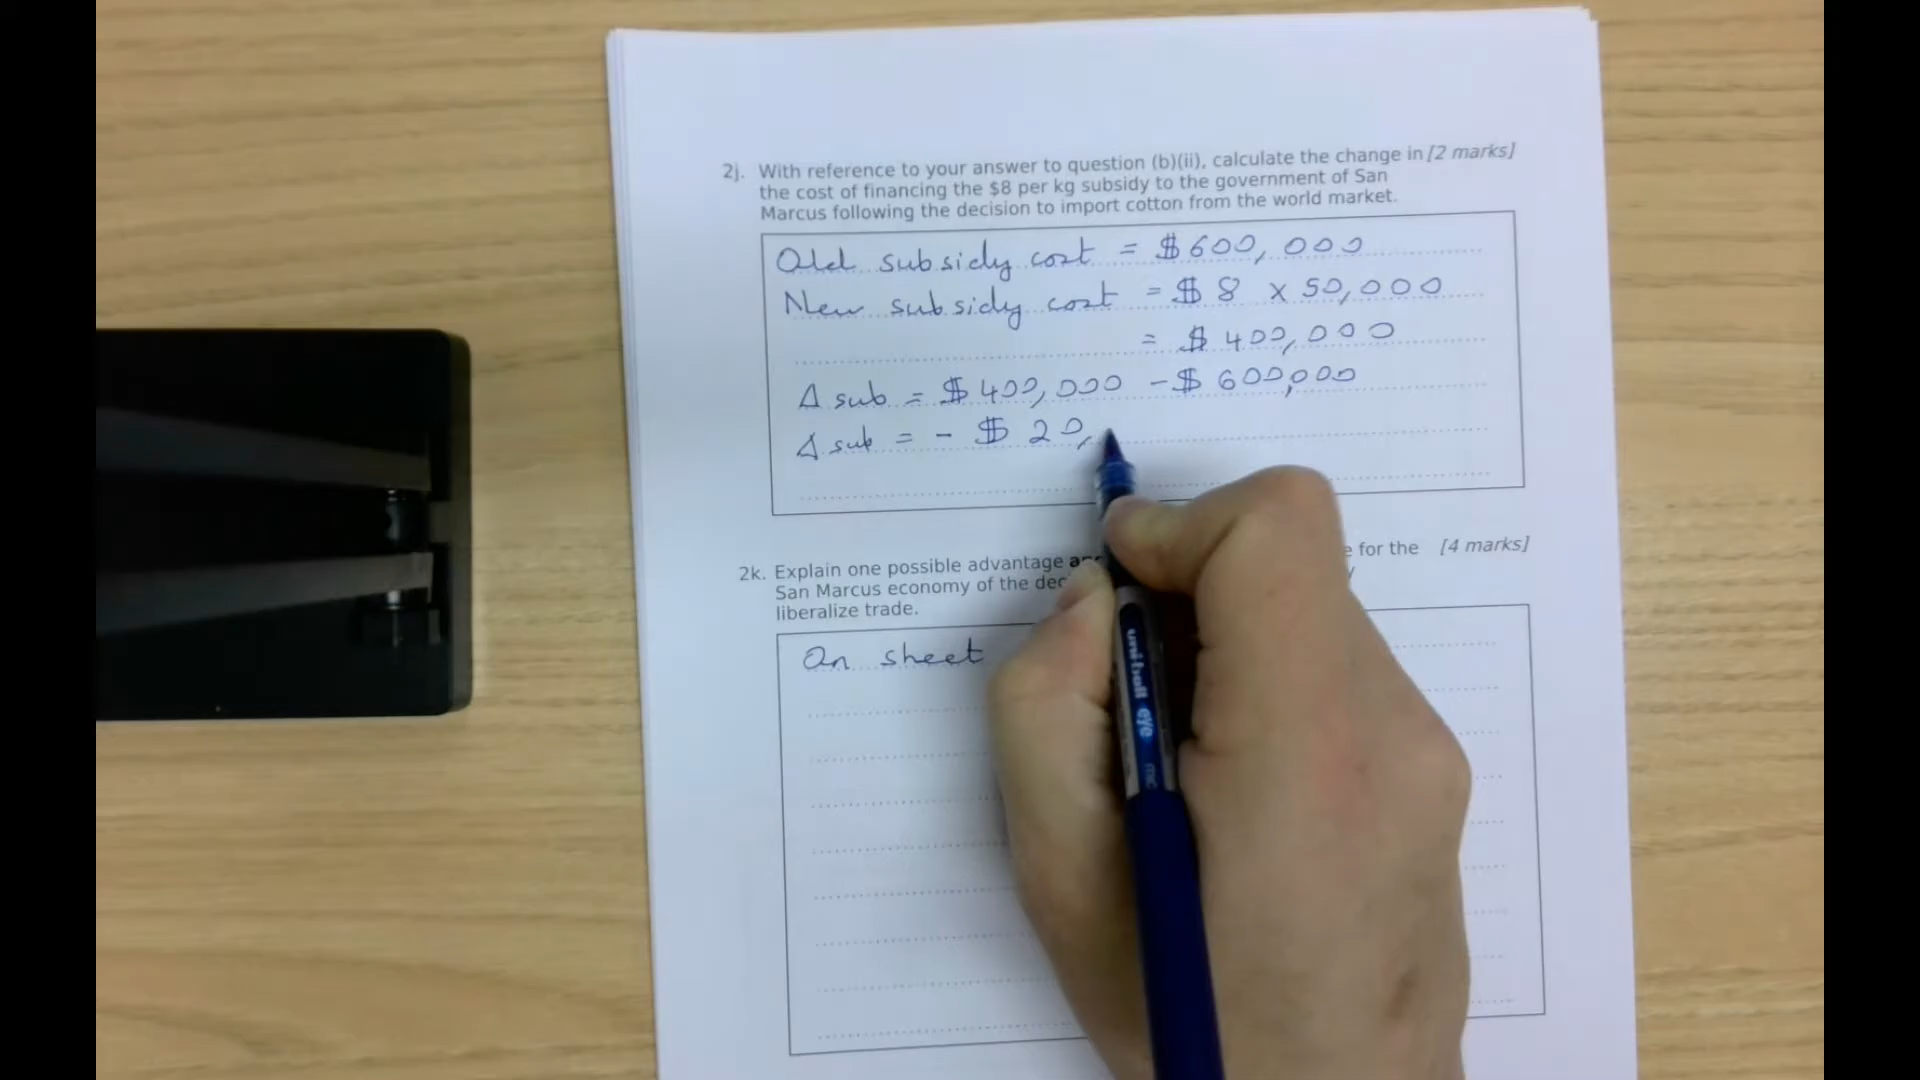 2j. With reference to your answer to question (b)(ii), calculate the change in [2 marks]
the cost of financing the $8 per kg subsidy to the government of San
Marcus following the decision to import cotton from the world market.
Old subsidy cost = $600,000
New subsidy cost = $8 x 50,000
= $400,000
Δ sub = $400,000 - $600,000
Δ sub = - $20,
2k. Explain one possible advantage for the [4 marks]
San Marcus economy of the
liberalize trade.
On sheet
uniball eye